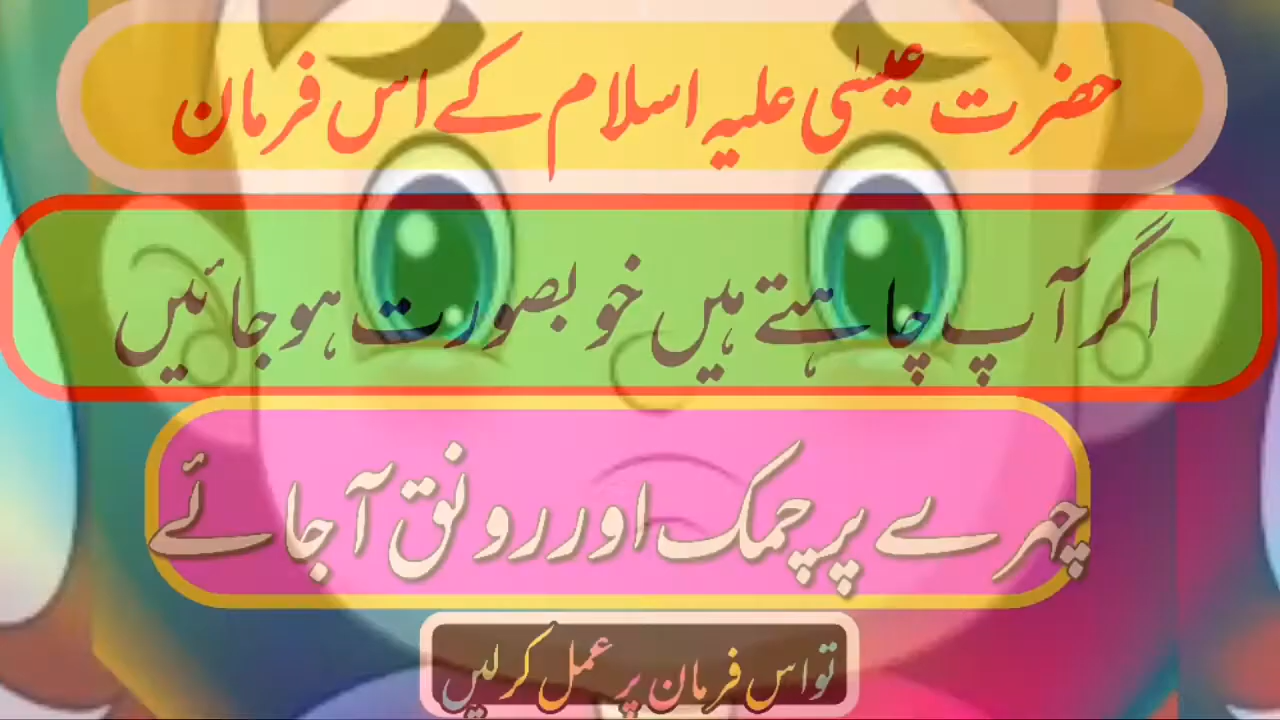 حضرت عیسٰی علیہ اسلام کے اس فرمان
اگر آپ چاہتے ہیں خوبصورت ہو جائیں
چہرے پر چمک اور رونق آ جائے
تو اس فرمان پر عمل کر لیں